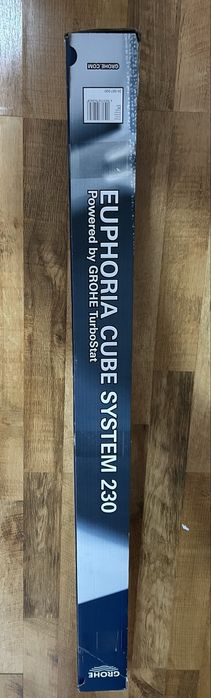 GROHE.COM
EUPHORIA CUBE SYSTEM 230
Powered by GROHE TurboStat
GROHE